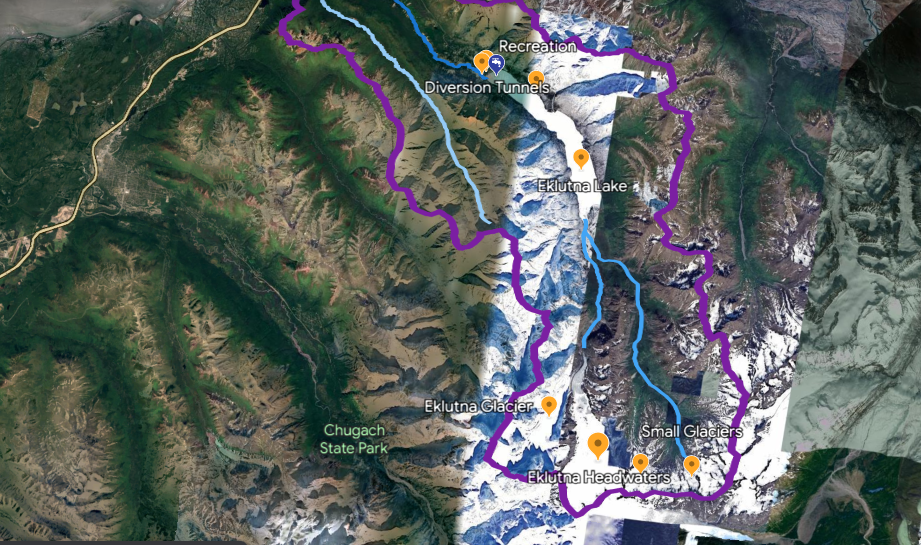 Recreation
Diversion Tunnels
Eklutna Lake
Eklutna Glacier
Small Glaciers
Chugach
State Park
Eklutna Headwaters